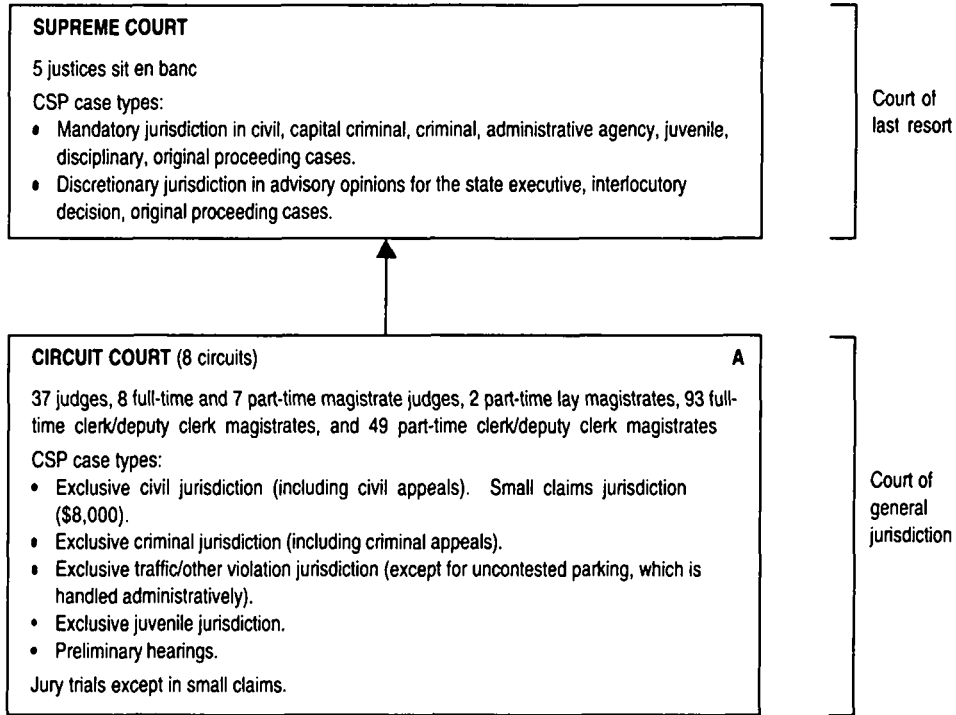 SUPREME COURT
5 justices sit en banc
CSP case types:
• Mandatory jurisdiction in civil, capital criminal, criminal, administrative agency, juvenile,
disciplinary, original proceeding cases.
• Discretionary jurisdiction in advisory opinions for the state executive, interlocutory
decision, original proceeding cases.
Court of
last resort
CIRCUIT COURT (8 circuits) A
37 judges, 8 full-time and 7 part-time magistrate judges, 2 part-time lay magistrates, 93 full-
time clerk/deputy clerk magistrates, and 49 part-time clerk/deputy clerk magistrates
CSP case types:
• Exclusive civil jurisdiction (including civil appeals). Small claims jurisdiction
($8,000).
• Exclusive criminal jurisdiction (including criminal appeals).
• Exclusive traffic/other violation jurisdiction (except for uncontested parking, which is
handled administratively).
• Exclusive juvenile jurisdiction.
• Preliminary hearings.
Jury trials except in small claims.
Court of
general
jurisdiction